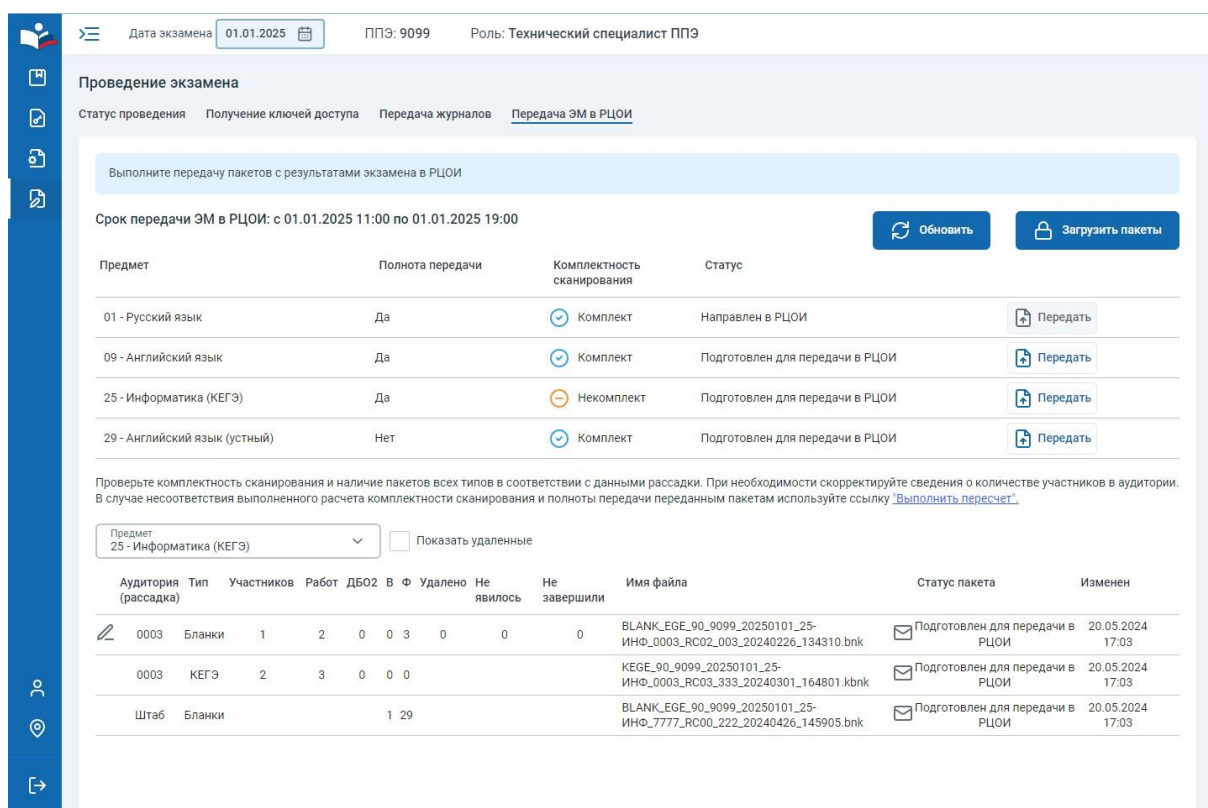 Дата экзамена 01.01.2025 ППЭ: 9099 Роль: Технический специалист ППЭ
Проведение экзамена
Статус проведения Получение ключей доступа Передача журналов Передача ЭМ в РЦОИ
Выполните передачу пакетов с результатами экзамена в РЦОИ
Срок передачи ЭМ в РЦОИ: с 01.01.2025 11:00 по 01.01.2025 19:00
Обновить Загрузить пакеты
Предмет Полнота передачи Комплектность Статус
сканирования
01 - Русский язык Да Комплект Направлен в РЦОИ Передать
09 - Английский язык Да Комплект Подготовлен для передачи в РЦОИ Передать
25 - Информатика (КЕГЭ) Да Некомплект Подготовлен для передачи в РЦОИ Передать
29 - Английский язык (устный) Нет Комплект Подготовлен для передачи в РЦОИ Передать
Проверьте комплектность сканирования и наличие пакетов всех типов в соответствии с данными рассадки. При необходимости скорректируйте сведения о количестве участников в аудитории.
В случае несоответствия выполненного расчета комплектности сканирования и полноты передачи переданным пакетам используйте ссылку "Выполнить пересчет".
Предмет
25 - Информатика (КЕГЭ) Показать удаленные
Аудитория Тип Участников Работ ДБО2 В Ф Удалено Не Не Имя файла Статус пакета Изменен
(рассадка) явилось завершили
0003 Бланки 1 2 0 0 3 0 0 0 BLANK_EGE_90_9099_20250101_25- Подготовлен для передачи в 20.05.2024
ИНФ_0003_RC02_003_20240226_134310.bnk РЦОИ 17:03
0003 КЕГЭ 2 3 0 0 0 KEGE_90_9099_20250101_25- Подготовлен для передачи в 20.05.2024
ИНФ_0003_RC03_333_20240301_164801.kbnk РЦОИ 17:03
Штаб Бланки 1 29 BLANK_EGE_90_9099_20250101_25- Подготовлен для передачи в 20.05.2024
ИНФ_7777_RC00_222_20240426_145905.bnk РЦОИ 17:03